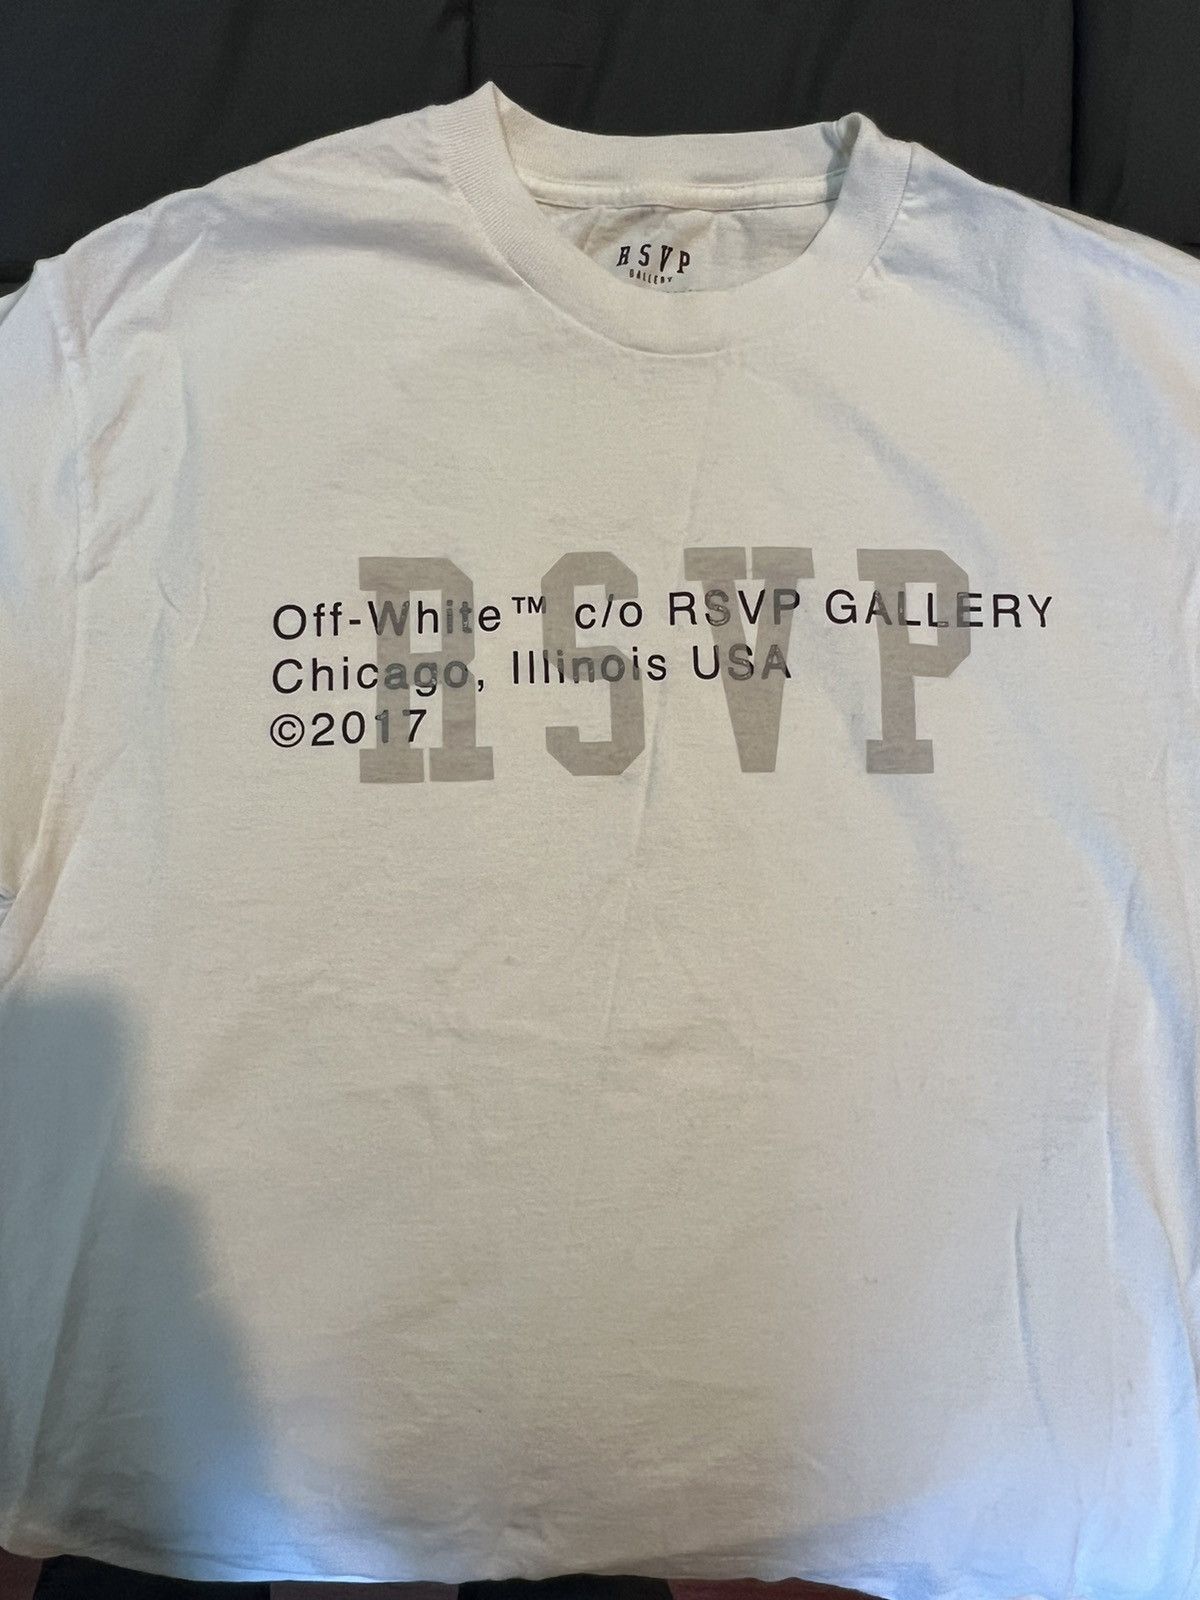 RSVP
GALLERY
RSVP
Off-White™ c/o RSVP GALLERY
Chicago, Illinois USA
©2017